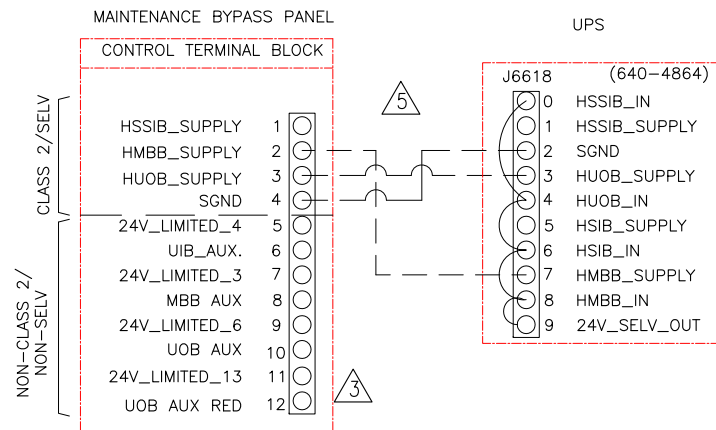 MAINTENANCE BYPASS PANEL
CONTROL TERMINAL BLOCK
CLASS 2/SELV
HSSIB_SUPPLY 1
HMBB_SUPPLY 2
HUOB_SUPPLY 3
SGND 4
NON-CLASS 2/
NON-SELV
24V_LIMITED_4 5
UIB_AUX. 6
24V_LIMITED_3 7
MBB AUX 8
24V_LIMITED_6 9
UOB AUX 10
24V_LIMITED_13 11
UOB AUX RED 12
3
5
UPS
J6618 (640-4864)
0 HSSIB_IN
1 HSSIB_SUPPLY
2 SGND
3 HUOB_SUPPLY
4 HUOB_IN
5 HSIB_SUPPLY
6 HSIB_IN
7 HMBB_SUPPLY
8 HMBB_IN
9 24V_SELV_OUT